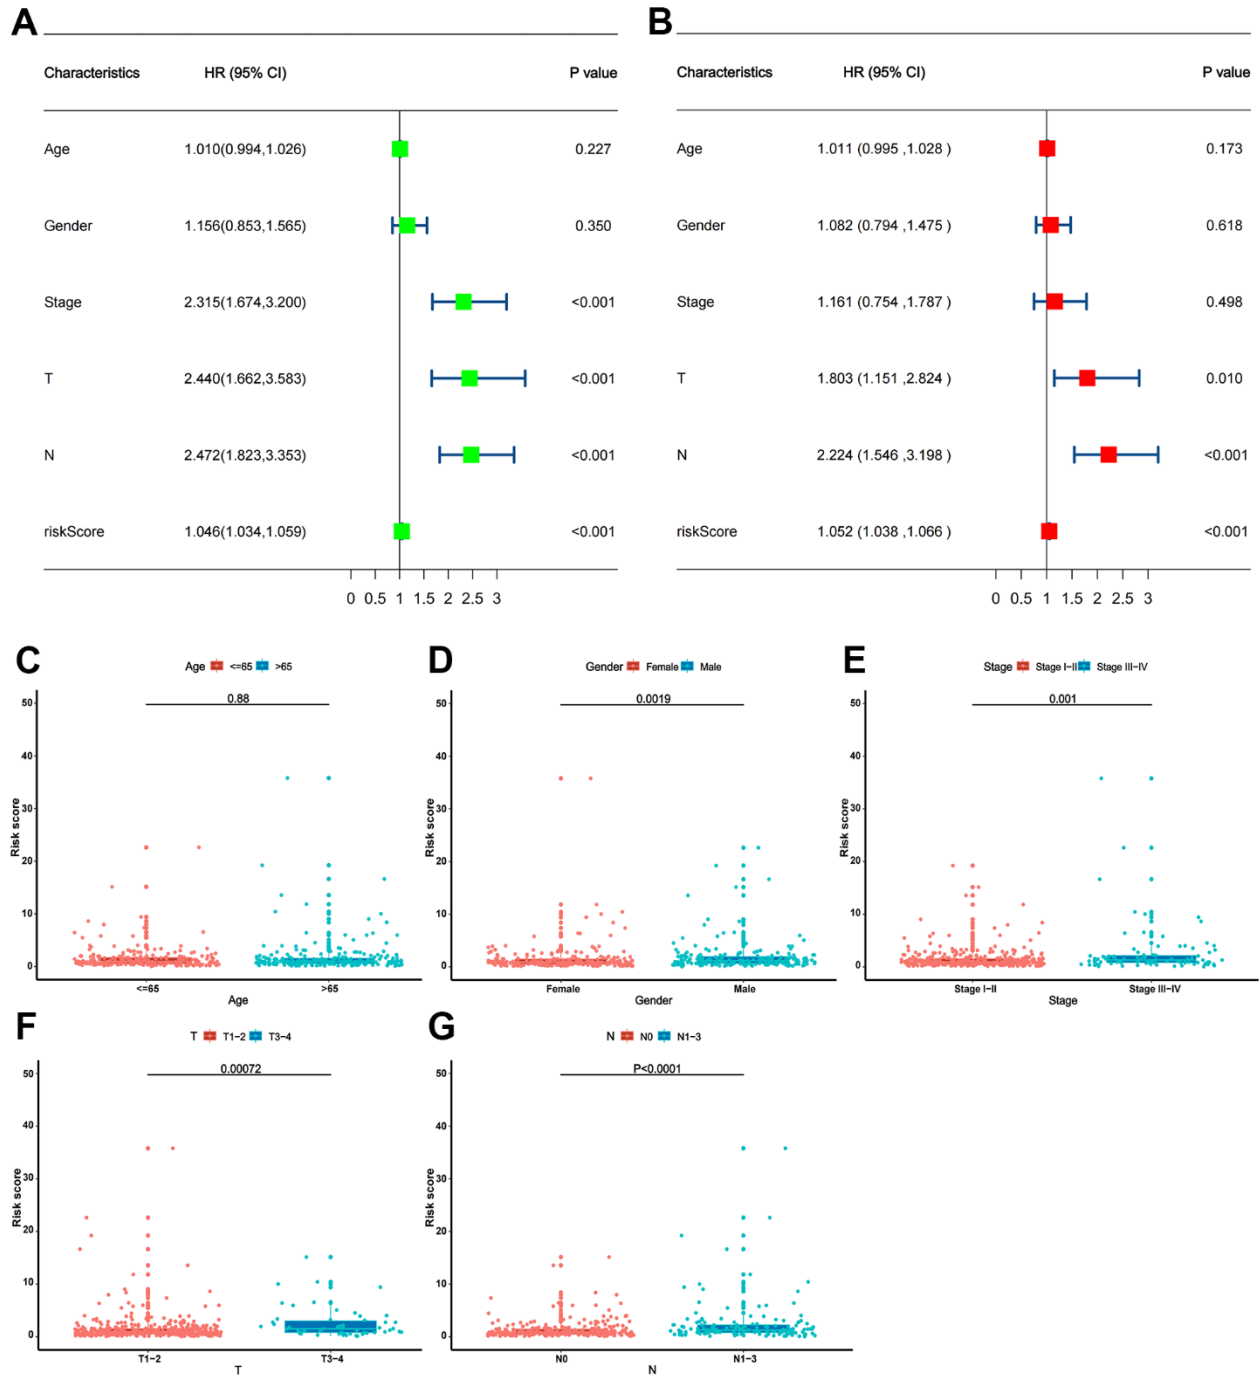 A
Characteristics HR (95% CI) P value
Age 1.010(0.994,1.026) 0.227
Gender 1.156(0.853,1.565) 0.350
Stage 2.315(1.674,3.200) <0.001
T 2.440(1.662,3.583) <0.001
N 2.472(1.823,3.353) <0.001
riskScore 1.046(1.034,1.059) <0.001
0 0.5 1 1.5 2 2.5 3
B
Characteristics HR (95% CI) P value
Age 1.011 (0.995 ,1.028 ) 0.173
Gender 1.082 (0.794 ,1.475 ) 0.618
Stage 1.161 (0.754 ,1.787 ) 0.498
T 1.803 (1.151 ,2.824 ) 0.010
N 2.224 (1.546 ,3.198 ) <0.001
riskScore 1.052 (1.038 ,1.066 ) <0.001
0 0.5 1 1.5 2 2.5 3
C
Age <=65 >65
0.88
50
40
30
20
10
0
Risk score
<=65 >65
Age
D
Gender Female Male
0.0019
50
40
30
20
10
0
Risk score
Female Male
Gender
E
Stage Stage I-II Stage III-IV
0.001
50
40
30
20
10
0
Risk score
Stage I-II Stage III-IV
Stage
F
T T1-2 T3-4
0.00072
50
40
30
20
10
0
Risk score
T1-2 T3-4
T
G
N N0 N1-3
P<0.0001
50
40
30
20
10
0
Risk score
N0 N1-3
N